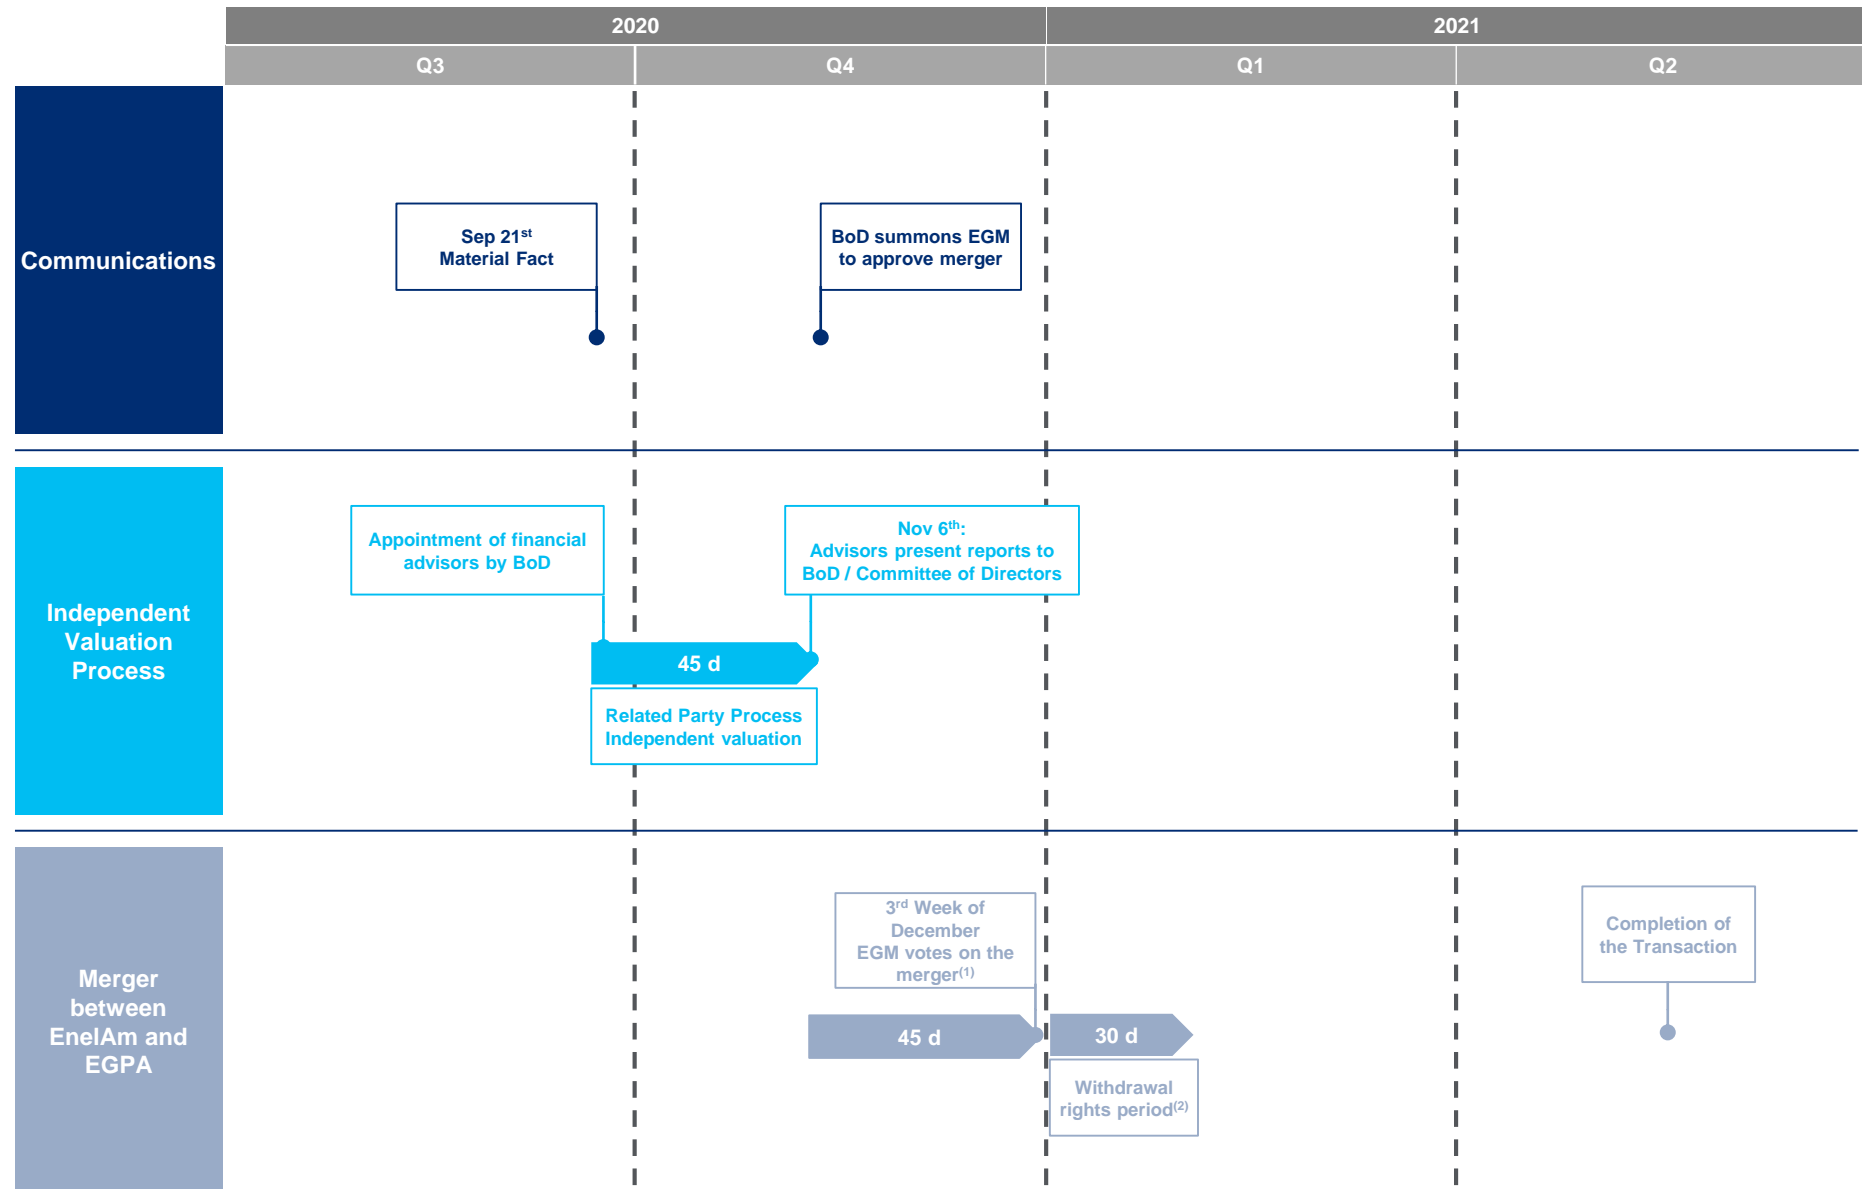 2020
2021
Q3
Q4
Q1
Q2
Communications
Sep 21st
Material Fact
BoD summons EGM
to approve merger
Independent
Valuation
Process
Appointment of financial
advisors by BoD
Nov 6th:
Advisors present reports to
BoD / Committee of Directors
45 d
Related Party Process
Independent valuation
Merger
between
EnelAm and
EGPA
3rd Week of
December
EGM votes on the
merger(1)
45 d
30 d
Withdrawal
rights period(2)
Completion of
the Transaction